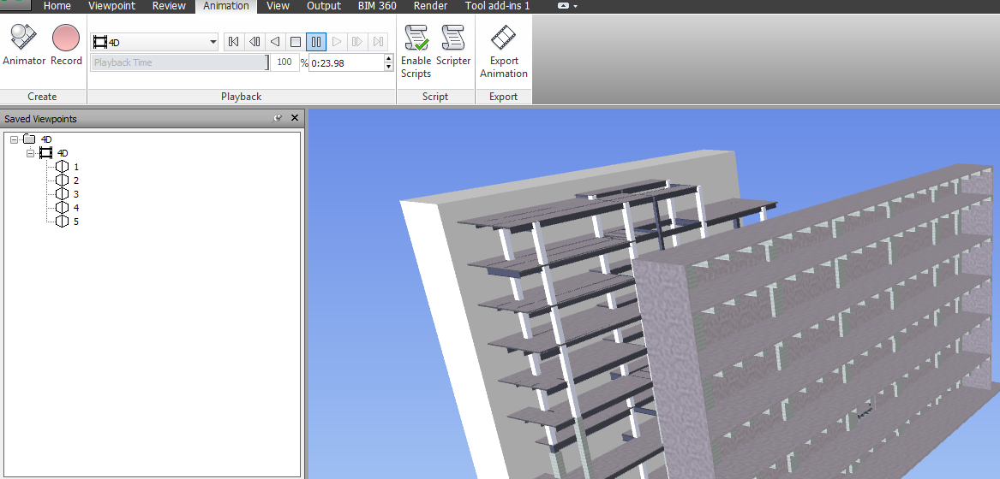 Home Viewpoint Review Animation View Output BIM 360 Render Tool add-ins 1
4D
Animator Record Playback Time 100 % 0:23.98 Enable Scripts Scripter Export Animation
Create Playback Script Export
Saved Viewpoints
4D
4D
1
2
3
4
5